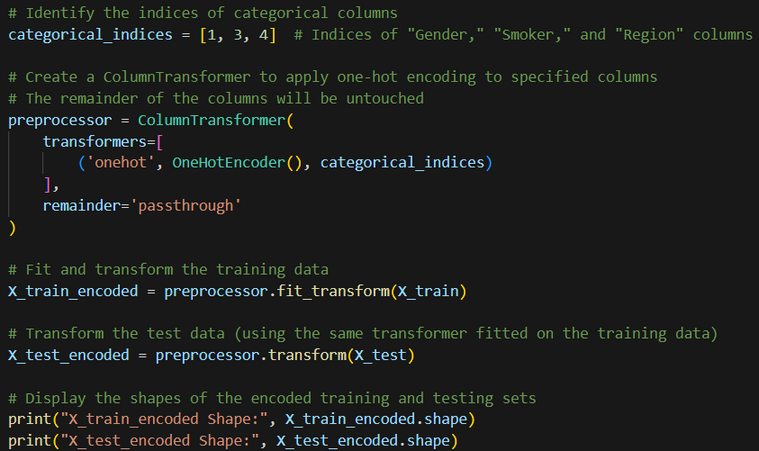 # Identify the indices of categorical columns
categorical_indices = [1, 3, 4]  # Indices of "Gender," "Smoker," and "Region" columns
# Create a ColumnTransformer to apply one-hot encoding to specified columns
# The remainder of the columns will be untouched
preprocessor = ColumnTransformer(
    transformers=[
        ('onehot', OneHotEncoder(), categorical_indices)
    ],
    remainder='passthrough'
)
# Fit and transform the training data
X_train_encoded = preprocessor.fit_transform(X_train)
# Transform the test data (using the same transformer fitted on the training data)
X_test_encoded = preprocessor.transform(X_test)
# Display the shapes of the encoded training and testing sets
print("X_train_encoded Shape:", X_train_encoded.shape)
print("X_test_encoded Shape:", X_test_encoded.shape)